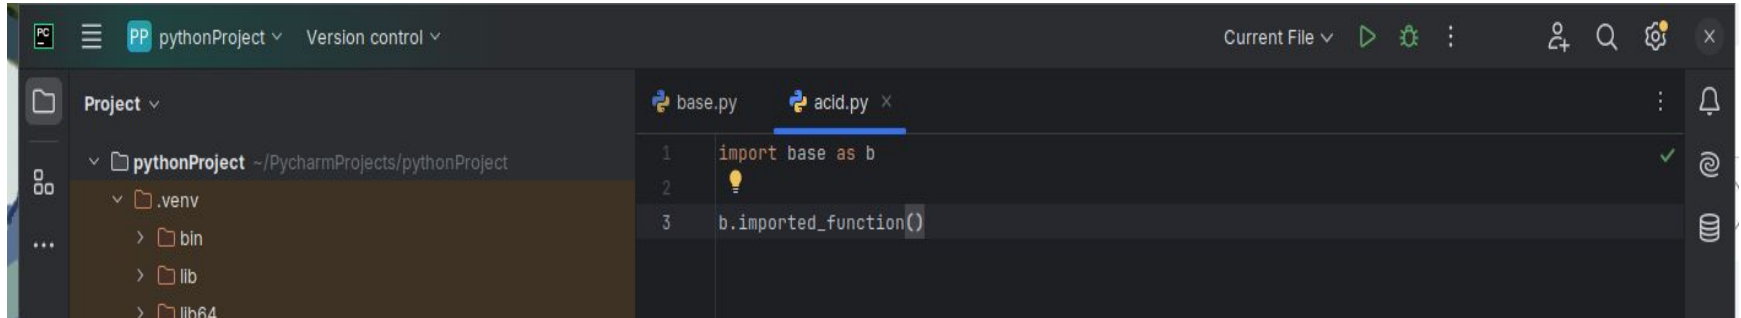 PC
PP pythonProject Version control
Current File
Project
pythonProject ~/PycharmProjects/pythonProject
.venv
bin
lib
lib64
base.py acid.py
1 import base as b
2
3 b.imported_function()